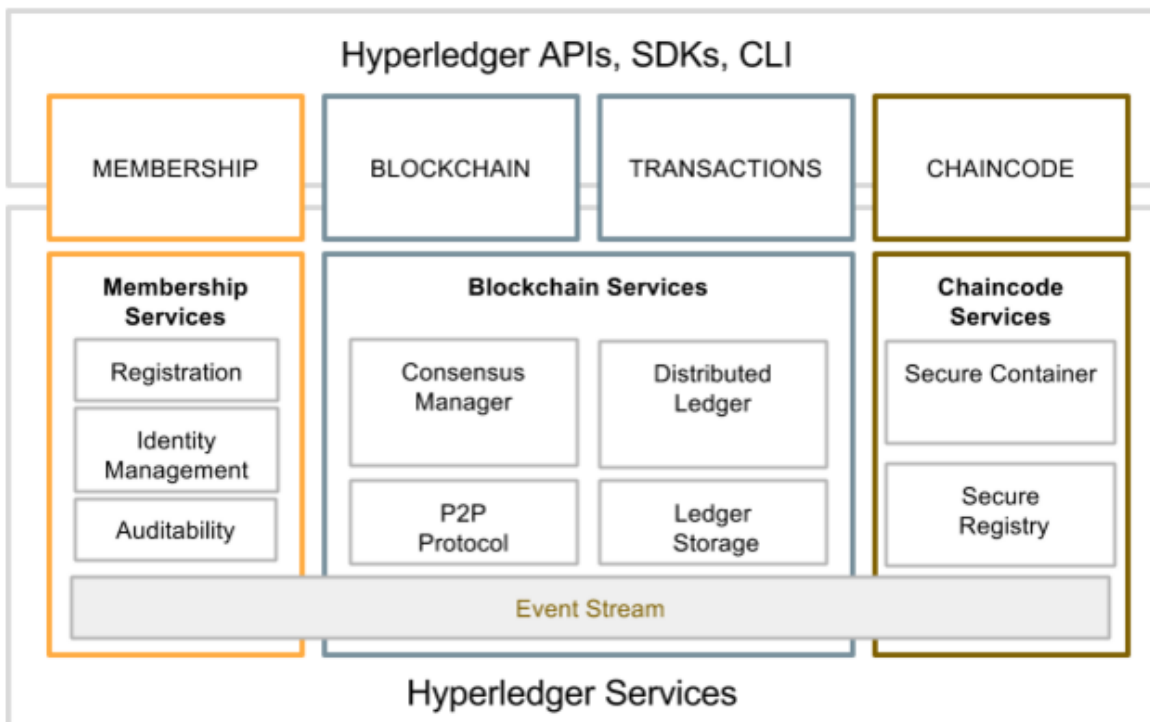 Hyperledger APIs, SDKs, CLI
MEMBERSHIP
BLOCKCHAIN
TRANSACTIONS
CHAINCODE
Membership
Services
Registration
Identity
Management
Auditability
Blockchain Services
Consensus
Manager
Distributed
Ledger
P2P
Protocol
Ledger
Storage
Chaincode
Services
Secure Container
Secure
Registry
Event Stream
Hyperledger Services